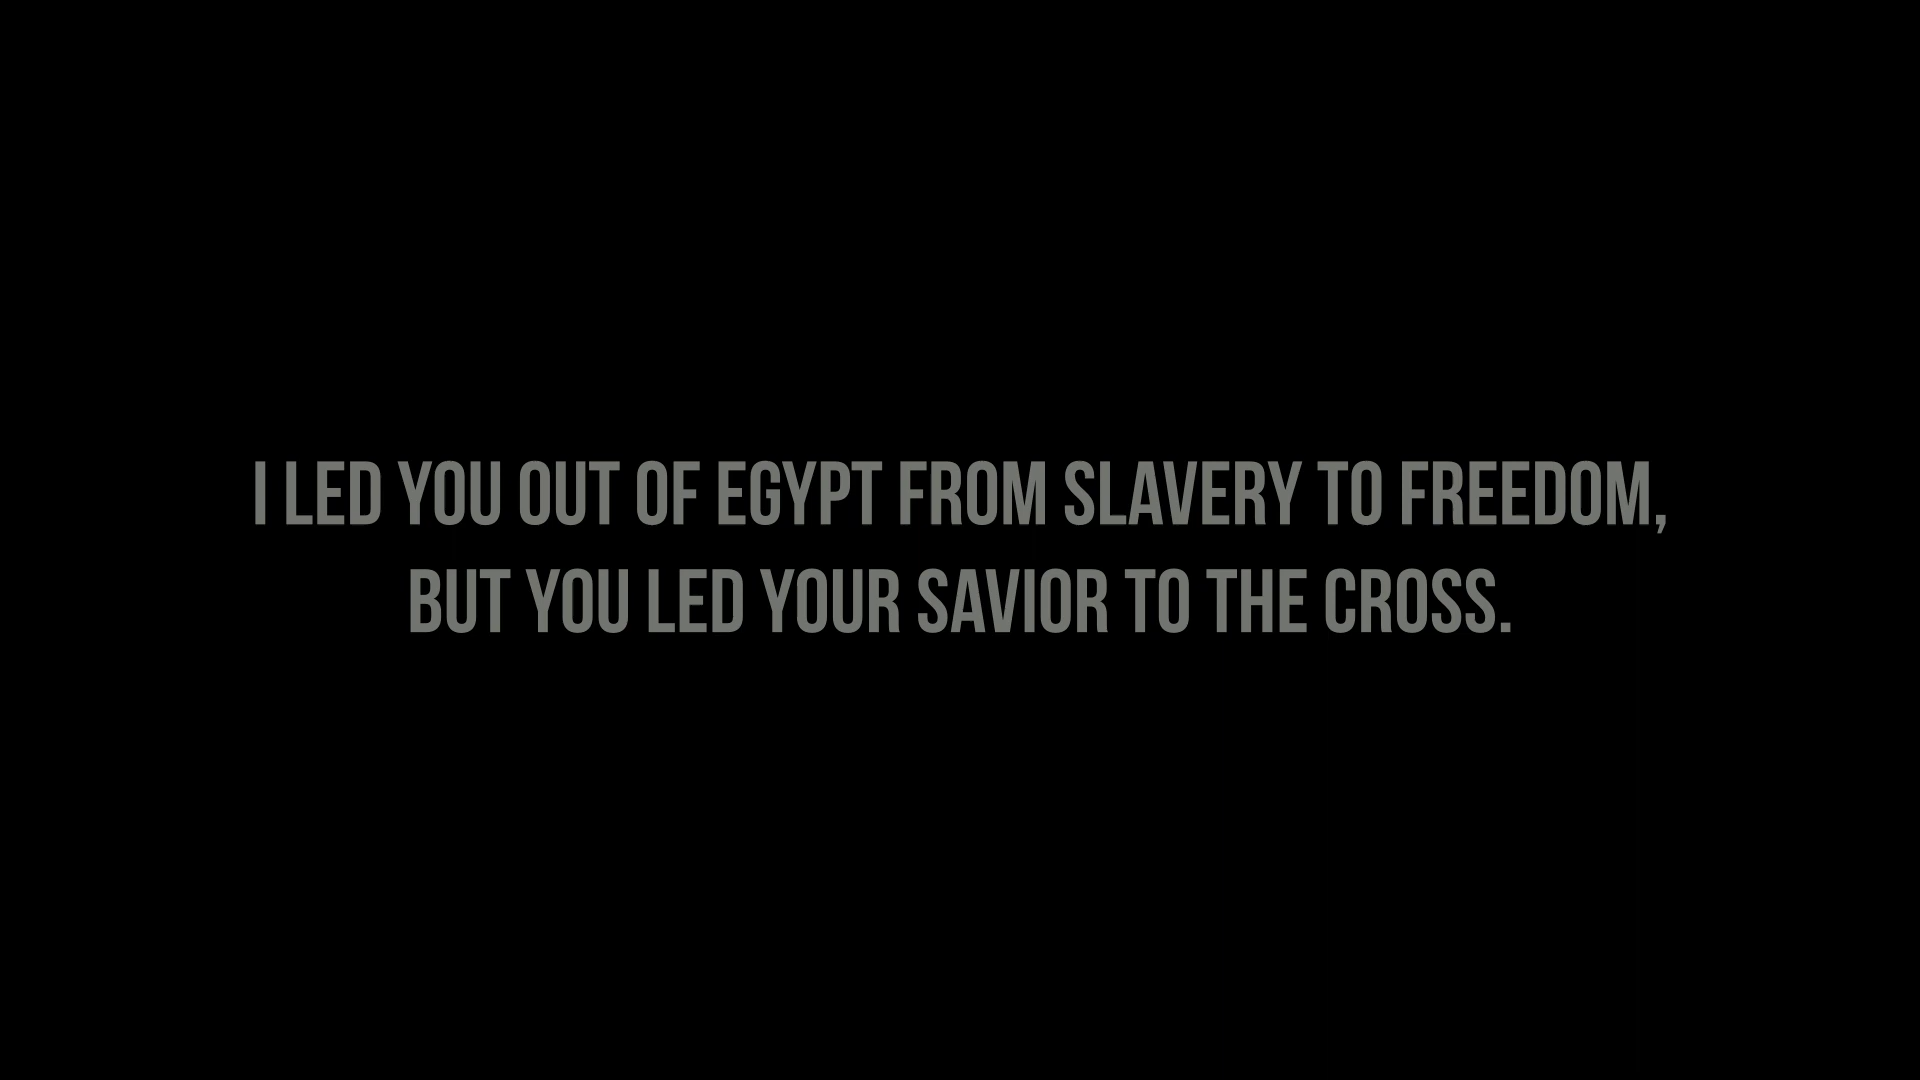 I LED YOU OUT OF EGYPT FROM SLAVERY TO FREEDOM,
BUT YOU LED YOUR SAVIOR TO THE CROSS.